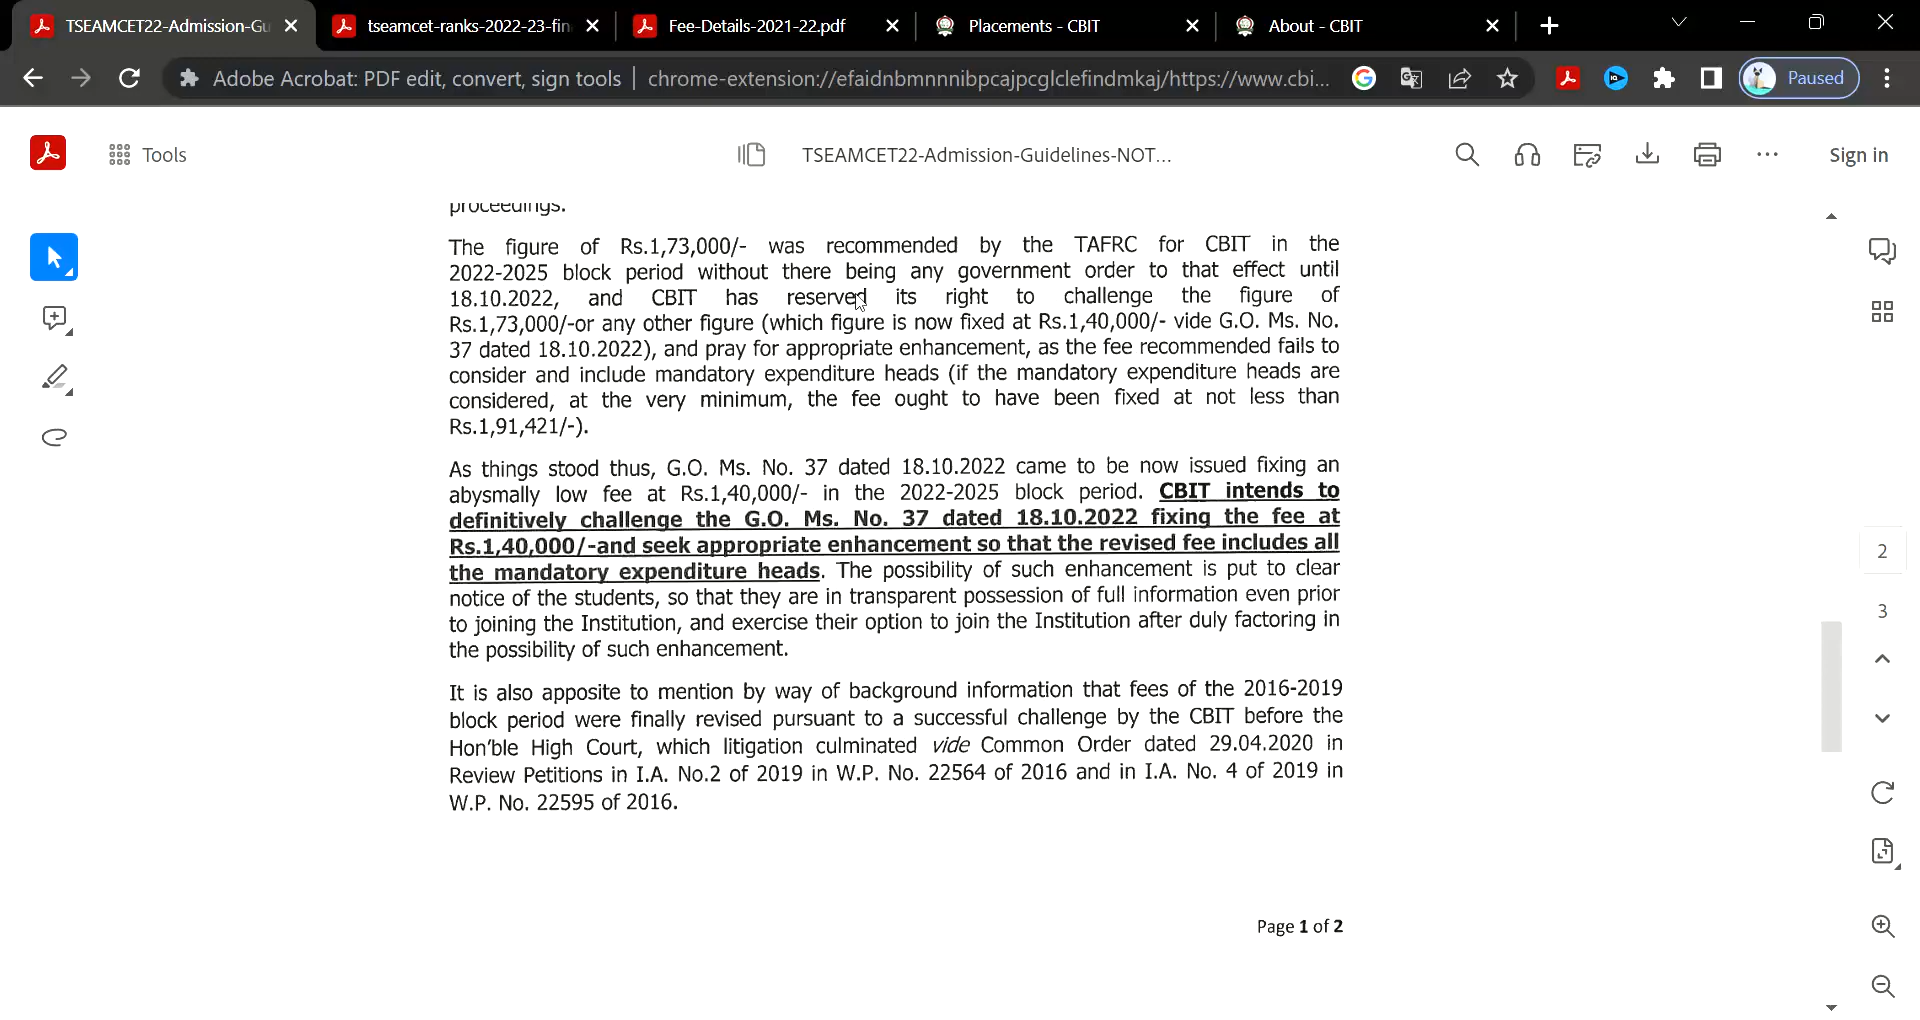 TSEAMCET22-Admission-Gu
tseamcet-ranks-2022-23-fin
Fee-Details-2021-22.pdf
Placements - CBIT
About - CBIT
Adobe Acrobat: PDF edit, convert, sign tools | chrome-extension://efaidnbmnnnibpcajpcglclefindmkaj/https://www.cbi...
Paused
Tools
TSEAMCET22-Admission-Guidelines-NOT...
Sign in
proceedings.
The figure of Rs.1,73,000/- was recommended by the TAFRC for CBIT in the
2022-2025 block period without there being any government order to that effect until
18.10.2022, and CBIT has reserved its right to challenge the figure of
Rs.1,73,000/-or any other figure (which figure is now fixed at Rs.1,40,000/- vide G.O. Ms. No.
37 dated 18.10.2022), and pray for appropriate enhancement, as the fee recommended fails to
consider and include mandatory expenditure heads (if the mandatory expenditure heads are
considered, at the very minimum, the fee ought to have been fixed at not less than
Rs.1,91,421/-).
As things stood thus, G.O. Ms. No. 37 dated 18.10.2022 came to be now issued fixing an
abysmally low fee at Rs.1,40,000/- in the 2022-2025 block period. CBIT intends to
definitively challenge the G.O. Ms. No. 37 dated 18.10.2022 fixing the fee at
Rs.1,40,000/-and seek appropriate enhancement so that the revised fee includes all
the mandatory expenditure heads. The possibility of such enhancement is put to clear
notice of the students, so that they are in transparent possession of full information even prior
to joining the Institution, and exercise their option to join the Institution after duly factoring in
the possibility of such enhancement.
It is also apposite to mention by way of background information that fees of the 2016-2019
block period were finally revised pursuant to a successful challenge by the CBIT before the
Hon'ble High Court, which litigation culminated vide Common Order dated 29.04.2020 in
Review Petitions in I.A. No.2 of 2019 in W.P. No. 22564 of 2016 and in I.A. No. 4 of 2019 in
W.P. No. 22595 of 2016.
Page 1 of 2
2
3